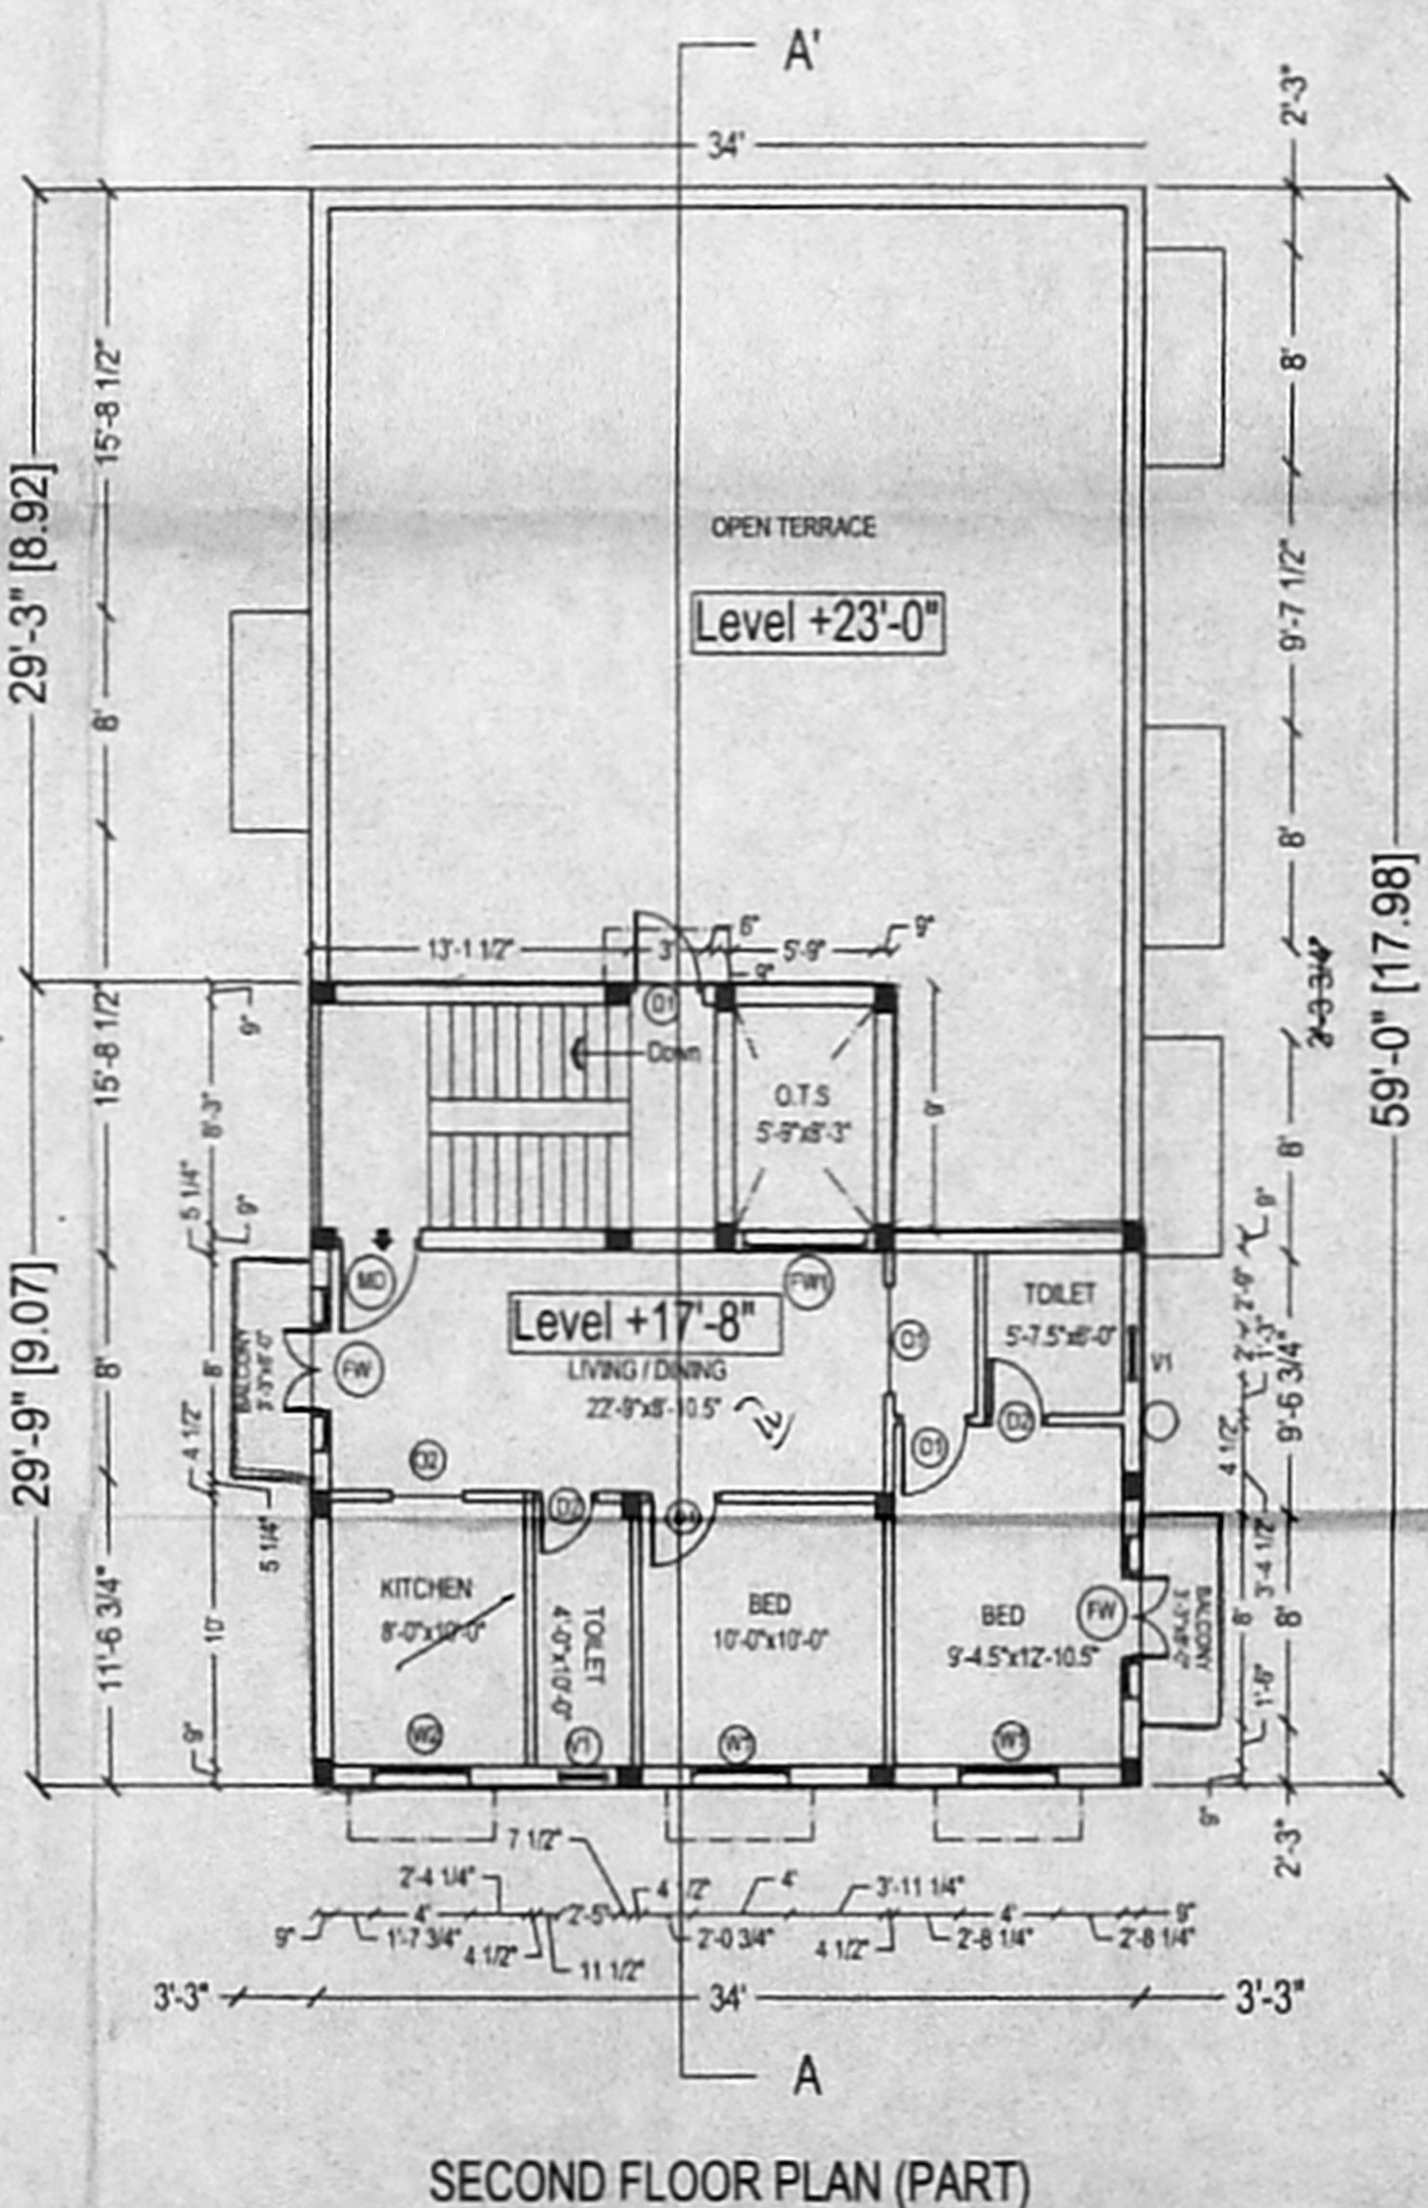 A'
34'
2'-3"
15'-8 1/2"
29'-3" [8.92]
8'
8'
9'-7 1/2"
8'
OPEN TERRACE
Level +23'-0"
59'-0" [17.98]
13'-1 1/2"
3'
6"
5'-9"
9"
9"
D1
Down
O.T.S
9'
15'-8 1/2"
9"
8'-3"
5 1/4"
9"
8'
29'-9" [9.07]
MD
FW1
Level +17'-8"
LIVING / DINING
22'-9"x8'-10.5"
FW
BALCONY
8'
8'
D1
TOILET
5'-7.5"x6'-0"
V1
D1
D2
9"
1'-3"
9'-6 3/4"
4 1/2"
4 1/2"
5 1/4"
D2
D2
KITCHEN
8'-0"x10'-0"
TOILET
4'-0"x10'-0"
BED
10'-0"x10'-0"
BED
9'-4.5"x12'-10.5"
FW
BALCONY
3'-4 1/2"
8'
8'
1'-6"
11'-6 3/4"
10'
9"
W2
W1
W1
9"
2'-3"
7 1/2"
2'-4 1/4"
4 1/2"
4'
3'-11 1/4"
9"
4'
2'-5"
4'
9"
1'-7 3/4"
4 1/2"
11 1/2"
2'-0 3/4"
4 1/2"
2'-8 1/4"
2'-8 1/4"
3'-3"
34'
3'-3"
A
SECOND FLOOR PLAN (PART)